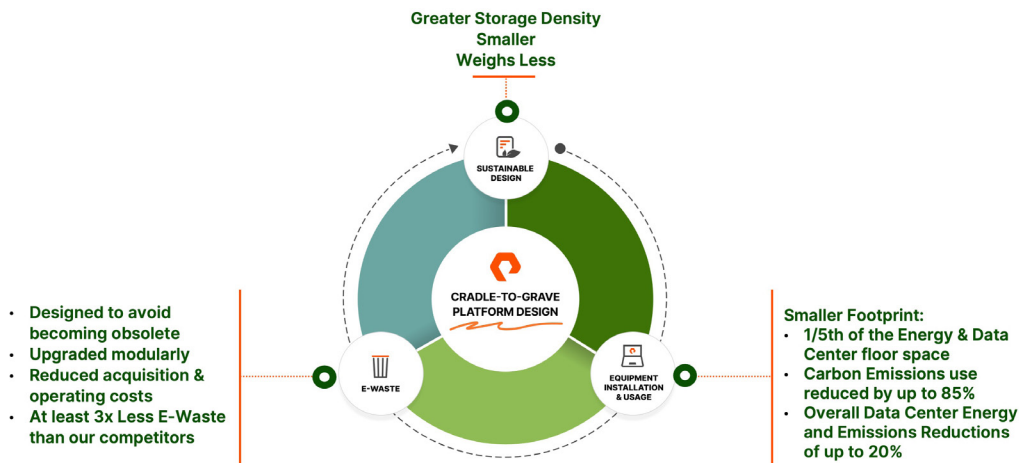 Greater Storage Density
Smaller
Weighs Less
SUSTAINABLE
DESIGN
CRADLE-TO-GRAVE
PLATFORM DESIGN
• Designed to avoid
becoming obsolete
• Upgraded modularly
• Reduced acquisition &
operating costs
• At least 3x Less E-Waste
than our competitors
E-WASTE
EQUIPMENT
INSTALLATION
& USAGE
Smaller Footprint:
• 1/5th of the Energy & Data
Center floor space
• Carbon Emissions use
reduced by up to 85%
• Overall Data Center Energy
and Emissions Reductions
of up to 20%